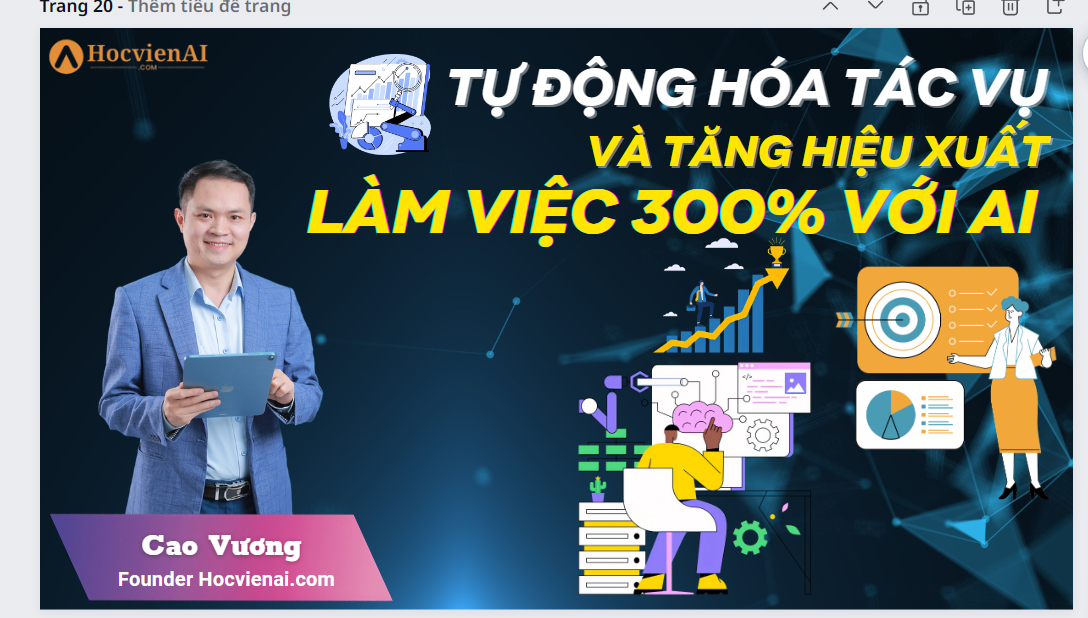 Trang 20 - Thêm tiêu đề trang
HocvienAI
.COM
TỰ ĐỘNG HÓA TÁC VỤ
VÀ TĂNG HIỆU XUẤT
LÀM VIỆC 300% VỚI AI
</>
Cao Vương
Founder Hocvienai.com